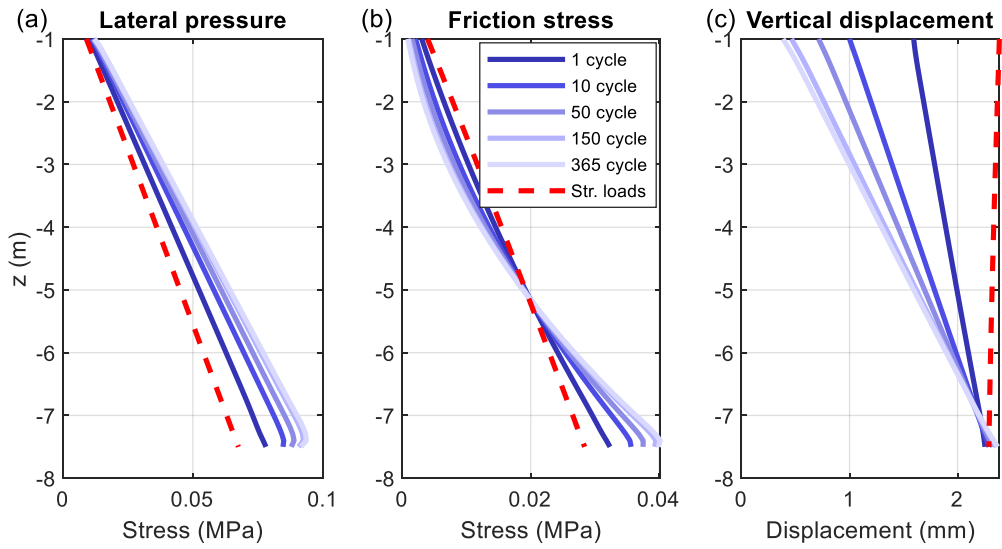 (a) Lateral pressure
-1
-2
-3
-4
-5
-6
-7
-8
z (m)
0 0.05 0.1
Stress (MPa)
(b) Friction stress
-1
-2
-3
-4
-5
-6
-7
-8
0 0.02 0.04
Stress (MPa)
1 cycle
10 cycle
50 cycle
150 cycle
365 cycle
Str. loads
(c) Vertical displacement
-1
-2
-3
-4
-5
-6
-7
-8
0 1 2
Displacement (mm)